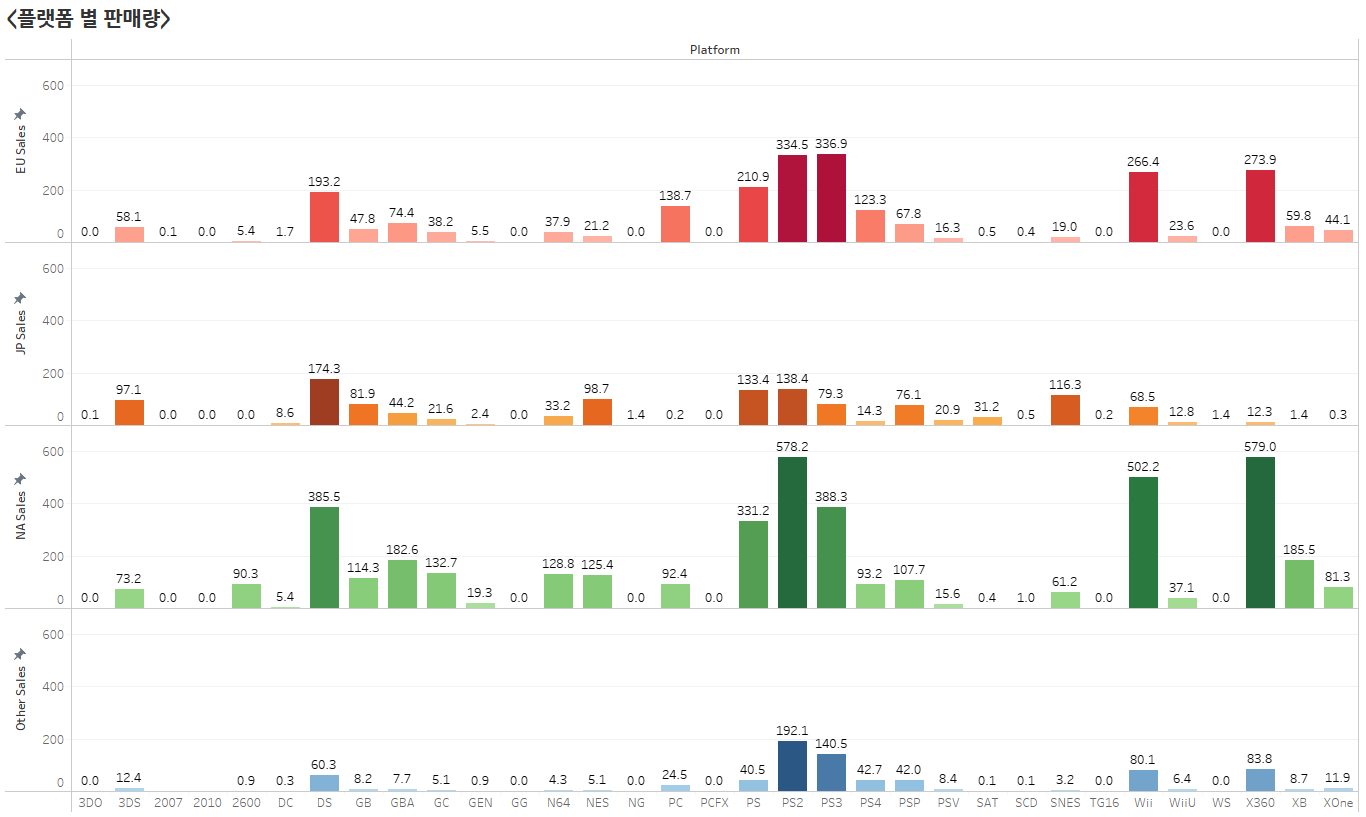 <플랫폼 별 판매량>
Platform
EU Sales
600
400
200
0
0.0 58.1 0.1 0.0 5.4 1.7 193.2 47.8 74.4 38.2 5.5 0.0 37.9 21.2 0.0 138.7 0.0 210.9 334.5 336.9 123.3 67.8 16.3 0.5 0.4 19.0 0.0 266.4 23.6 0.0 273.9 59.8 44.1
JP Sales
600
400
200
0
0.1 97.1 0.0 0.0 0.0 8.6 174.3 81.9 44.2 21.6 2.4 0.0 33.2 98.7 1.4 0.2 0.0 133.4 138.4 79.3 14.3 76.1 20.9 31.2 0.5 116.3 0.2 68.5 12.8 1.4 12.3 1.4 0.3
NA Sales
600
400
200
0
0.0 73.2 0.0 0.0 90.3 5.4 385.5 114.3 182.6 132.7 19.3 0.0 128.8 125.4 0.0 92.4 0.0 331.2 578.2 388.3 93.2 107.7 15.6 0.4 1.0 61.2 0.0 502.2 37.1 0.0 579.0 185.5 81.3
Other Sales
600
400
200
0
0.0 12.4 0.9 0.3 60.3 8.2 7.7 5.1 0.9 0.0 4.3 5.1 0.0 24.5 0.0 40.5 192.1 140.5 42.7 42.0 8.4 0.1 0.1 3.2 0.0 80.1 6.4 0.0 83.8 8.7 11.9
3DO 3DS 2007 2010 2600 DC DS GB GBA GC GEN GG N64 NES NG PC PCFX PS PS2 PS3 PS4 PSP PSV SAT SCD SNES TG16 Wii WiiU WS X360 XB XOne